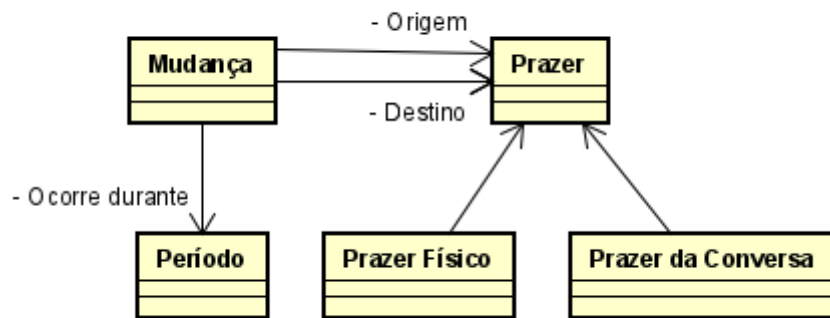 - Origem
Mudança
Prazer
- Destino
- Ocorre durante
Período
Prazer Físico
Prazer da Conversa